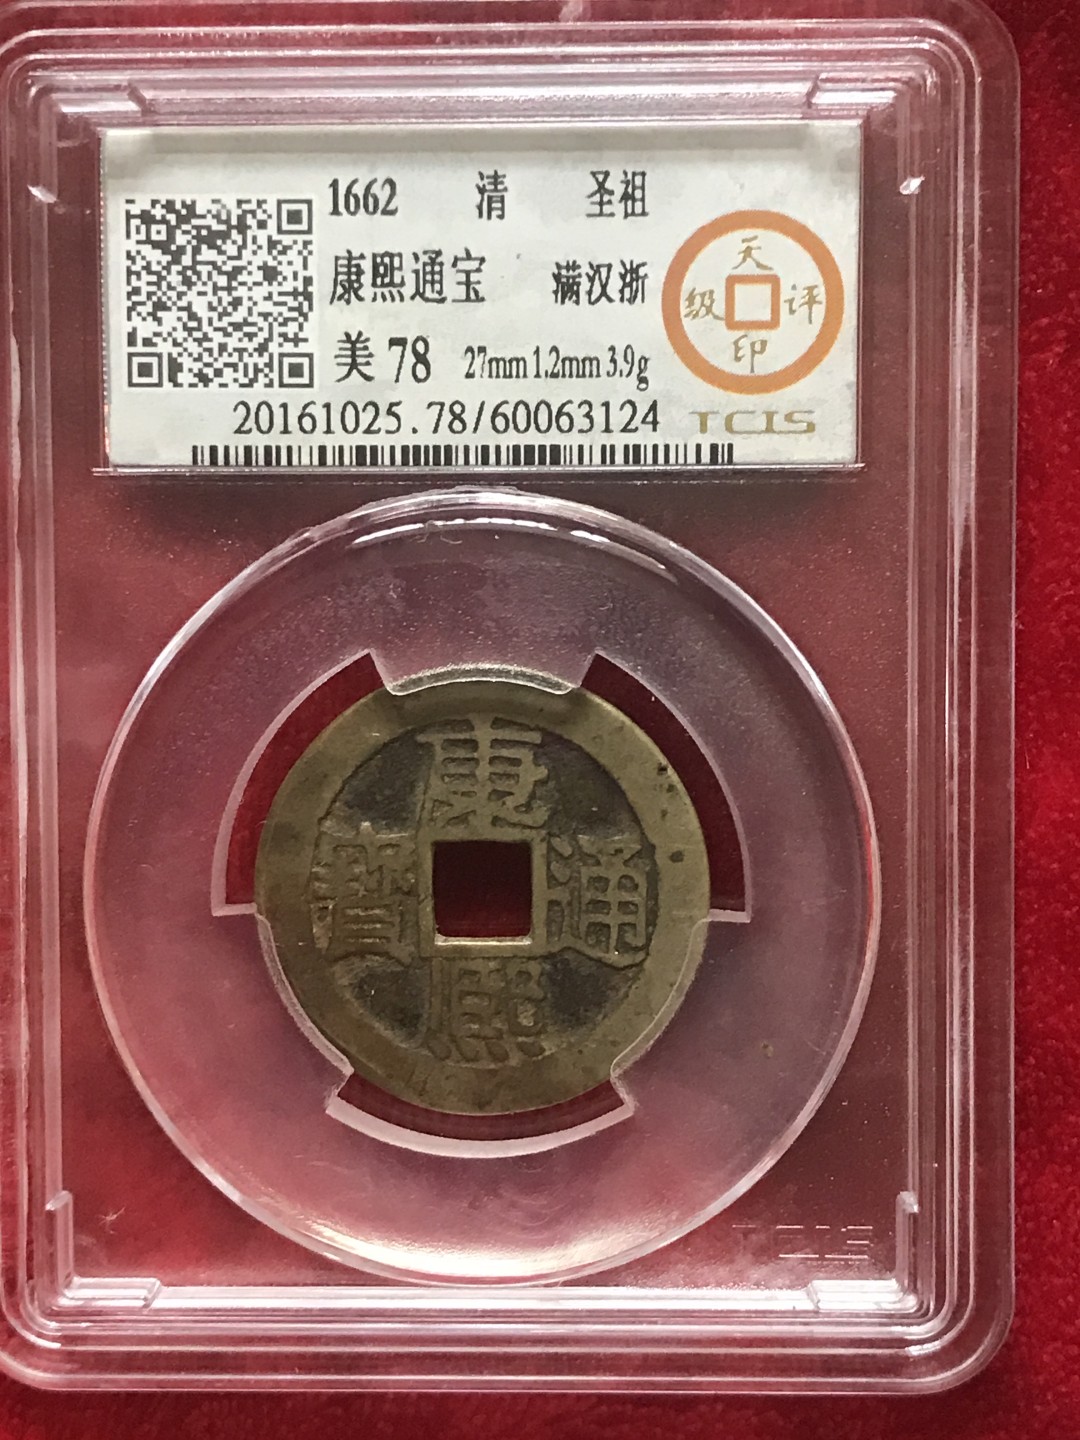 1662 清 圣祖
康熙通宝 满汉浙
美 78 27mm 1.2mm 3.9g
20161025.78/60063124
天
级 评
印
TCIS
康
寶 通
熙
TCIS